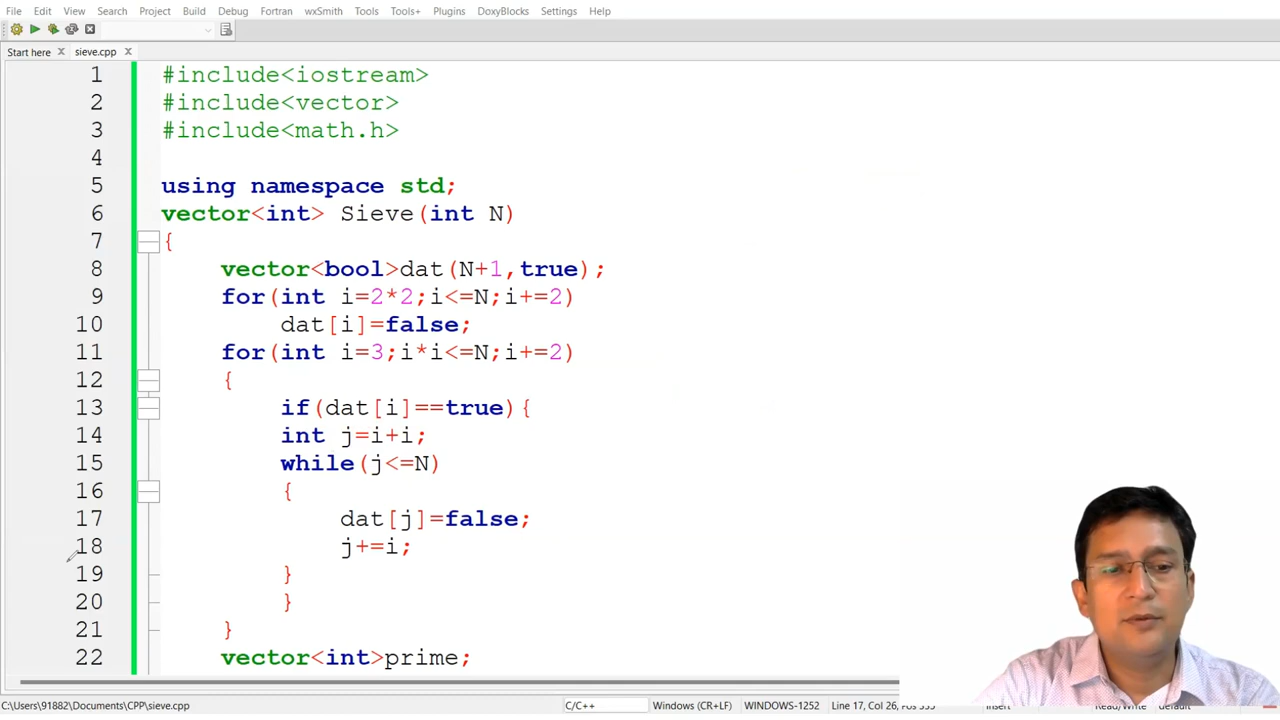 File Edit View Search Project Build Debug Fortran wxSmith Tools Tools+ Plugins DoxyBlocks Settings Help
Start here sieve.cpp
1 #include<iostream>
2 #include<vector>
3 #include<math.h>
4
5 using namespace std;
6 vector<int> Sieve(int N)
7 {
8 vector<bool>dat(N+1,true);
9 for(int i=2*2;i<=N;i+=2)
10 dat[i]=false;
11 for(int i=3;i*i<=N;i+=2)
12 {
13 if(dat[i]==true){
14 int j=i+i;
15 while(j<=N)
16 {
17 dat[j]=false;
18 j+=i;
19 }
20 }
21 }
22 vector<int>prime;
C:\Users\91882\Documents\CPP\sieve.cpp C/C++ Windows (CR+LF) WINDOWS-1252 Line 17, Col 26, Pos 333 Insert Read/Write default